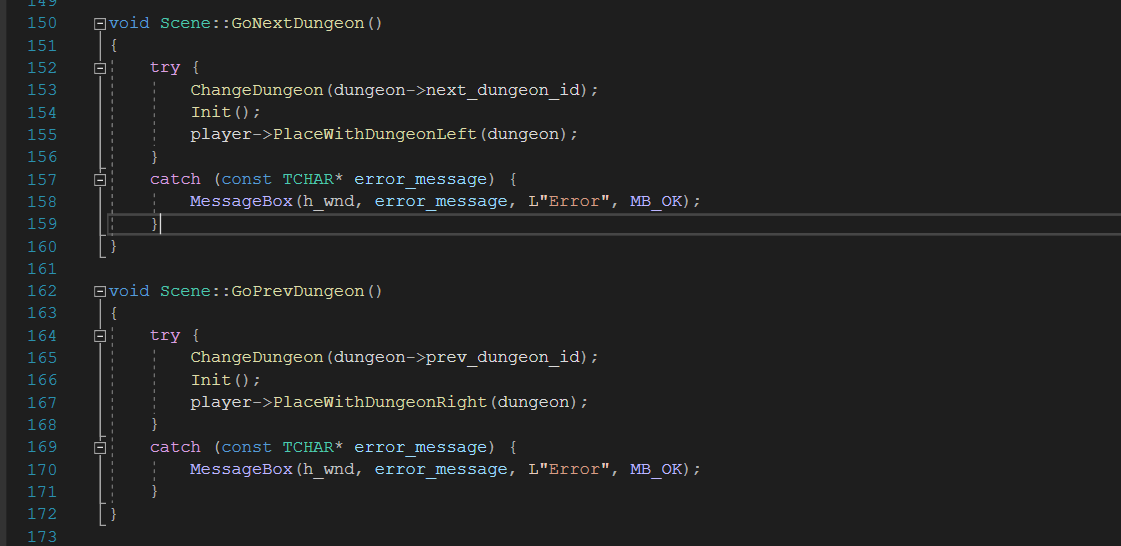 149
150 void Scene::GoNextDungeon()
151 {
152 try {
153 ChangeDungeon(dungeon->next_dungeon_id);
154 Init();
155 player->PlaceWithDungeonLeft(dungeon);
156 }
157 catch (const TCHAR* error_message) {
158 MessageBox(h_wnd, error_message, L"Error", MB_OK);
159 }
160 }
161
162 void Scene::GoPrevDungeon()
163 {
164 try {
165 ChangeDungeon(dungeon->prev_dungeon_id);
166 Init();
167 player->PlaceWithDungeonRight(dungeon);
168 }
169 catch (const TCHAR* error_message) {
170 MessageBox(h_wnd, error_message, L"Error", MB_OK);
171 }
172 }
173